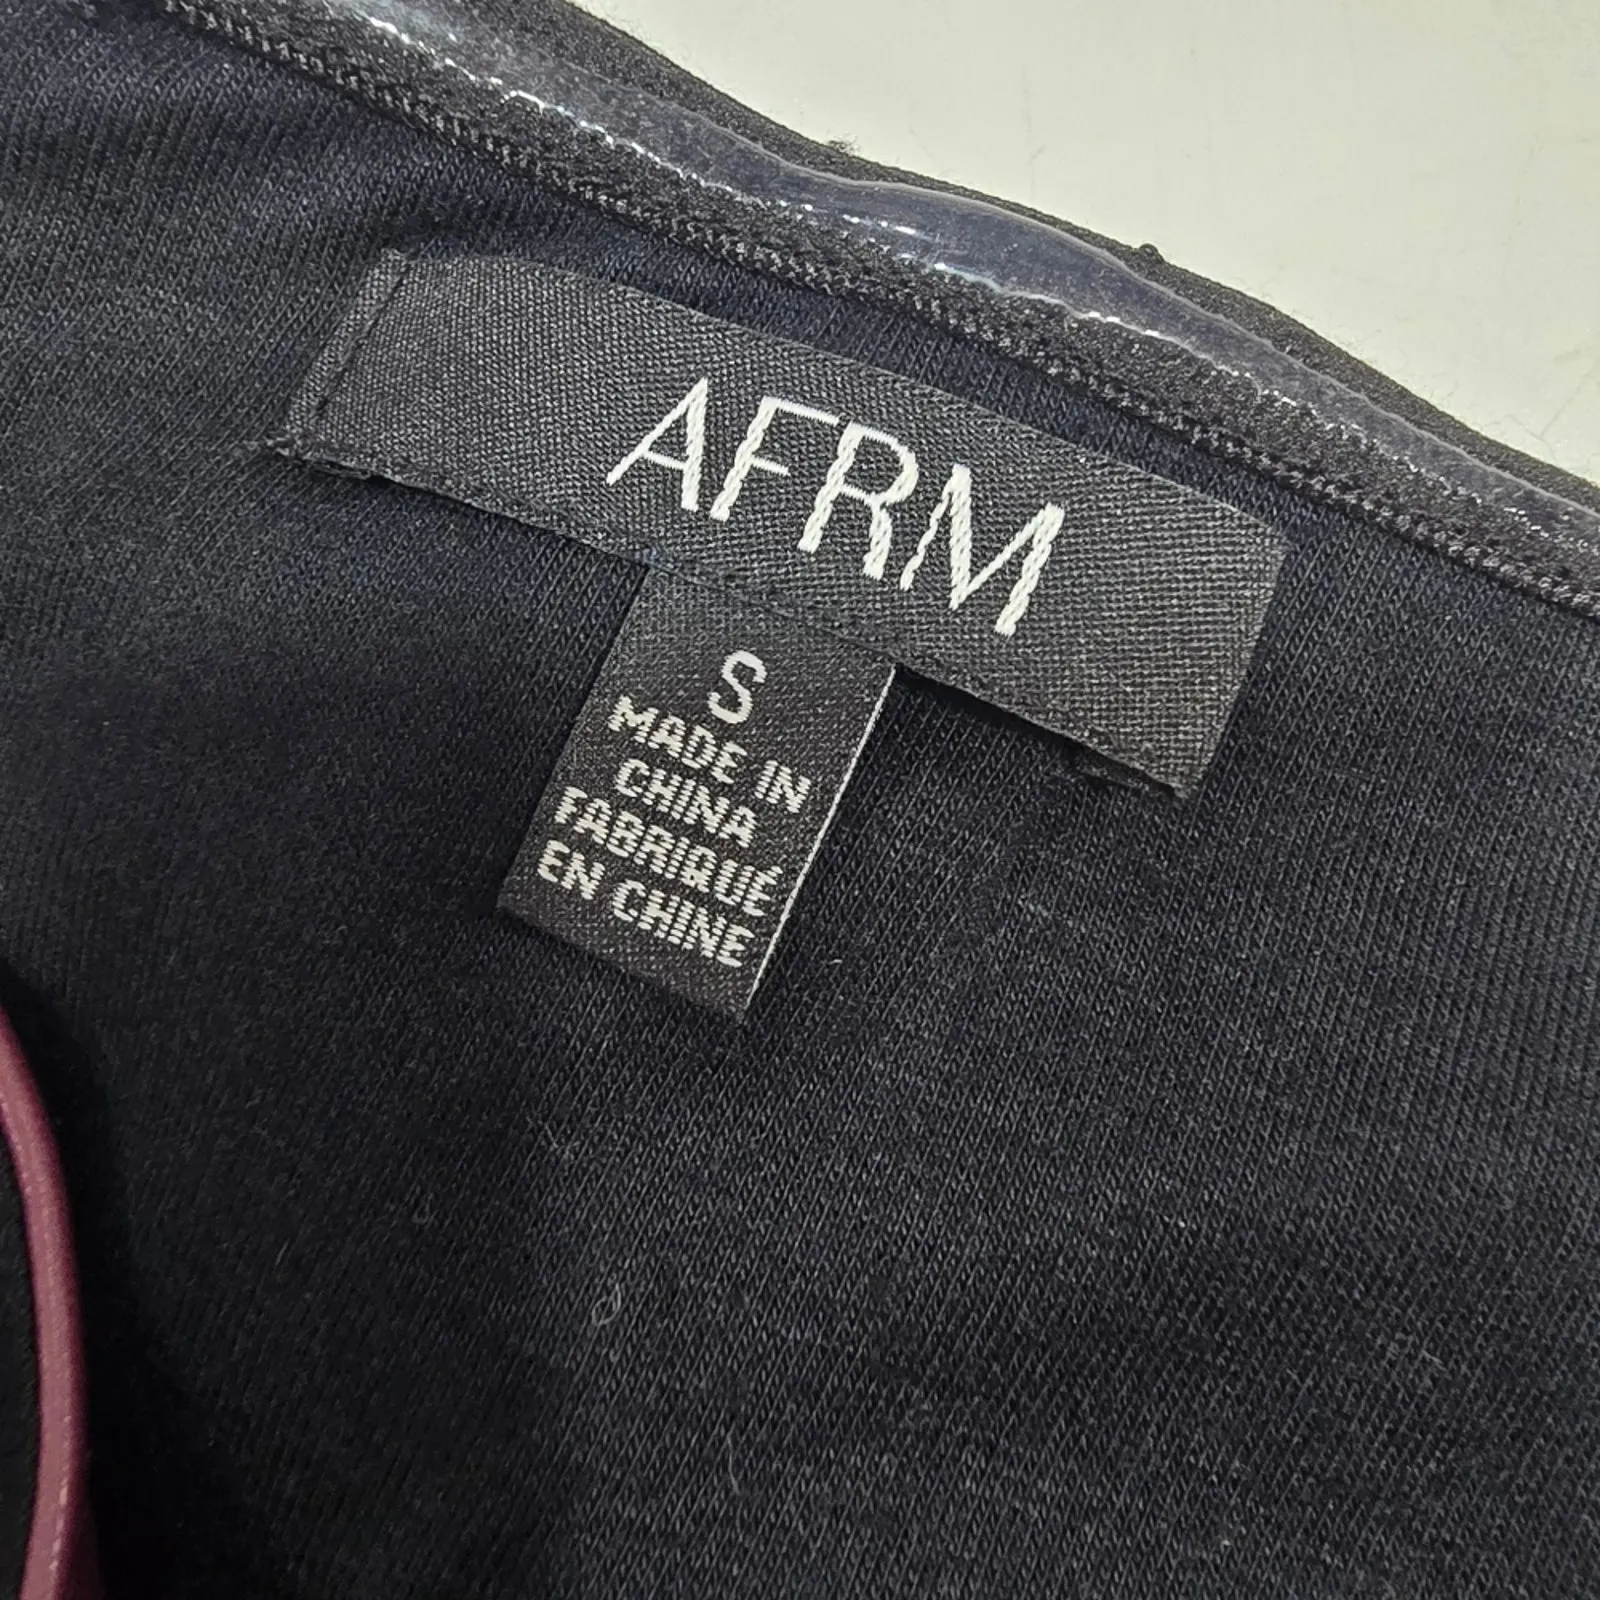 AFRM
S
MADE IN
CHINA
FABRIQUÉ
EN CHINE